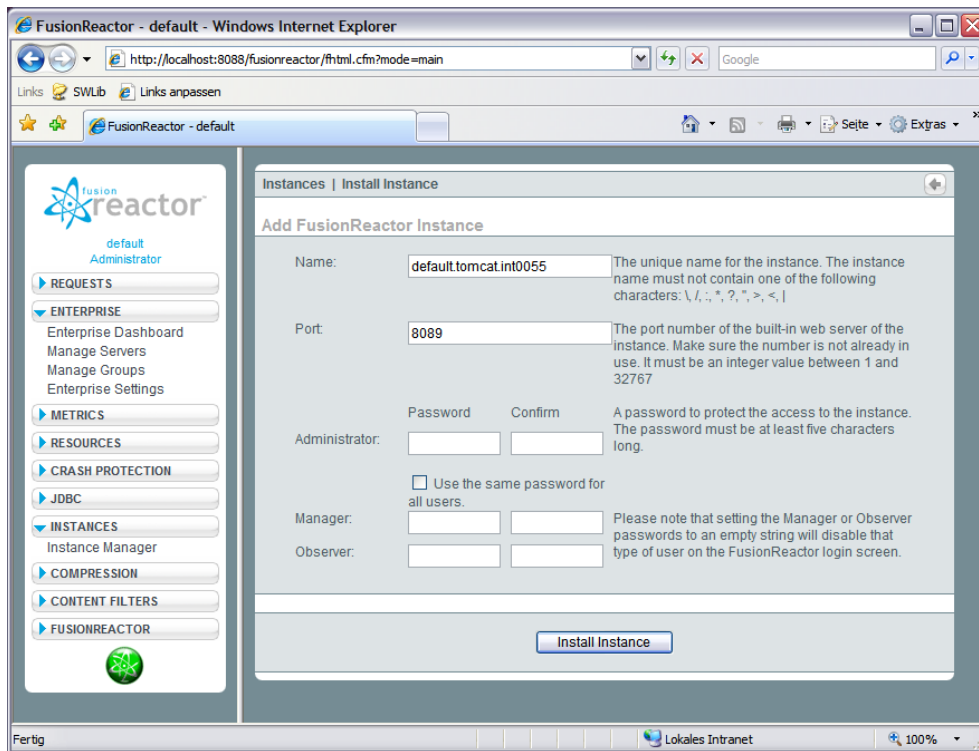 FusionReactor - default - Windows Internet Explorer
http://localhost:8088/fusionreactor/fhtml.cfm?mode=main
Google
Links
SWLib
Links anpassen
FusionReactor - default
Seite
Extras
»
fusion
reactor™
default
Administrator
REQUESTS
ENTERPRISE
Enterprise Dashboard
Manage Servers
Manage Groups
Enterprise Settings
METRICS
RESOURCES
CRASH PROTECTION
JDBC
INSTANCES
Instance Manager
COMPRESSION
CONTENT FILTERS
FUSIONREACTOR
Instances | Install Instance
Add FusionReactor Instance
Name:
default.tomcat.int0055
The unique name for the instance. The instance
name must not contain one of the following
characters: \, /, :, *, ?, ", >, <, |
Port:
8089
The port number of the built-in web server of the
instance. Make sure the number is not already in
use. It must be an integer value between 1 and
32767
Password
Confirm
Administrator:
A password to protect the access to the instance.
The password must be at least five characters
long.
Use the same password for
all users.
Manager:
Observer:
Please note that setting the Manager or Observer
passwords to an empty string will disable that
type of user on the FusionReactor login screen.
Install Instance
Fertig
Lokales Intranet
100%